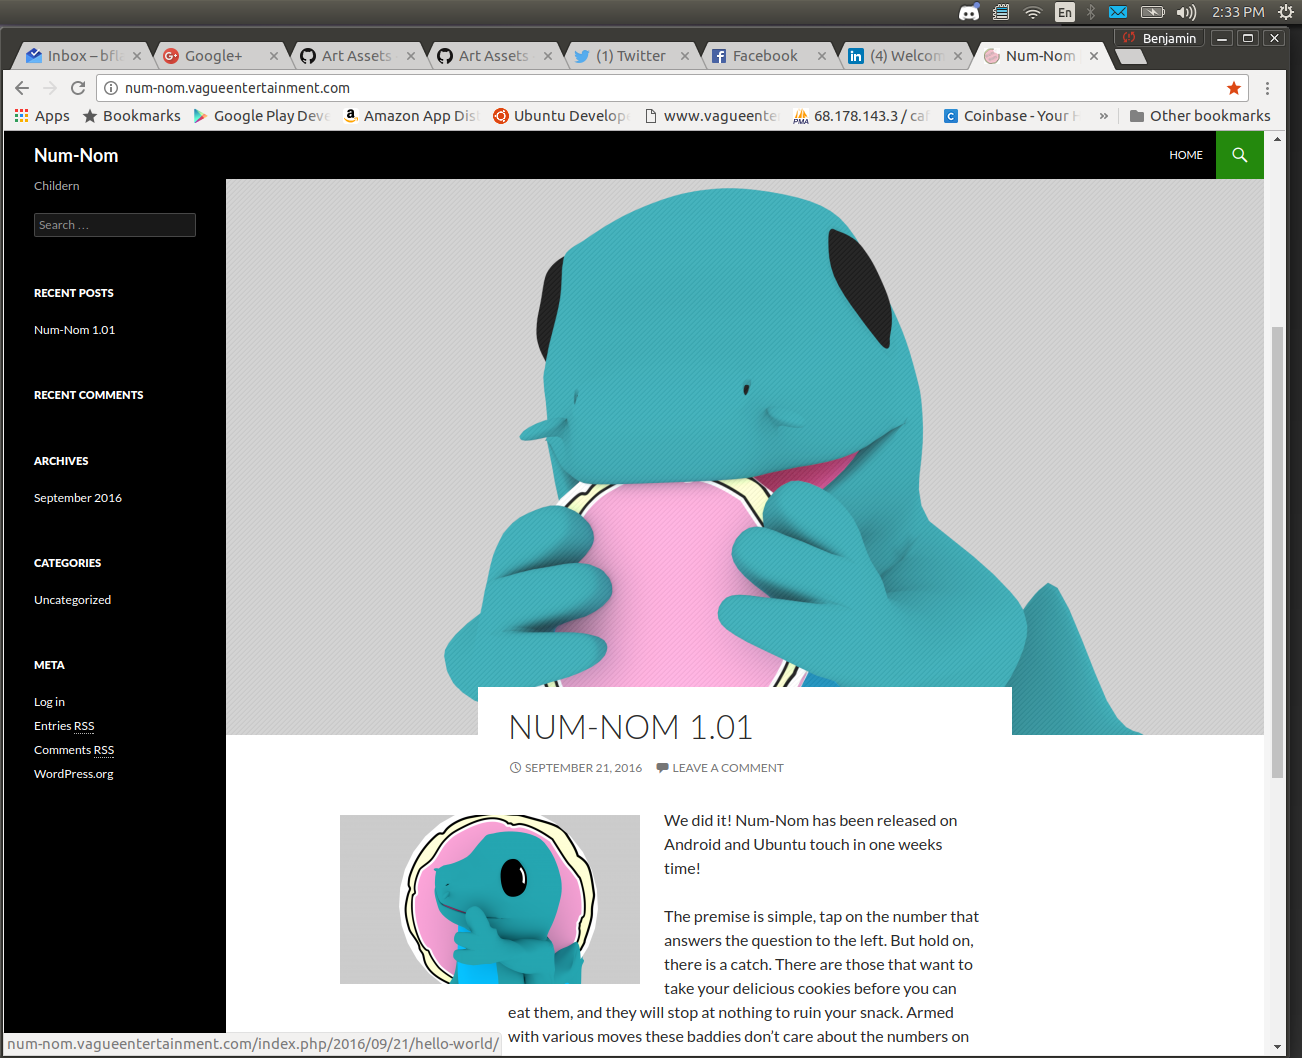 En
2:33 PM
Benjamin
Inbox – bfla
Google+
Art Assets
Art Assets
(1) Twitter
Facebook
(4) Welcom
Num-Nom
num-nom.vagueentertainment.com
Apps
Bookmarks
Google Play Deve
Amazon App Dist
Ubuntu Develop
www.vagueente
PMA
68.178.143.3 / caf
Coinbase - Your H
»
Other bookmarks
Num-Nom
HOME
Childern
Search ...
RECENT POSTS
Num-Nom 1.01
RECENT COMMENTS
ARCHIVES
September 2016
CATEGORIES
Uncategorized
META
Log in
Entries RSS
Comments RSS
WordPress.org
NUM-NOM 1.01
SEPTEMBER 21, 2016 LEAVE A COMMENT
We did it! Num-Nom has been released on
Android and Ubuntu touch in one weeks
time!
The premise is simple, tap on the number that
answers the question to the left. But hold on,
there is a catch. There are those that want to
take your delicious cookies before you can
eat them, and they will stop at nothing to ruin your snack. Armed
with various moves these baddies don't care about the numbers on
num-nom.vagueentertainment.com/index.php/2016/09/21/hello-world/